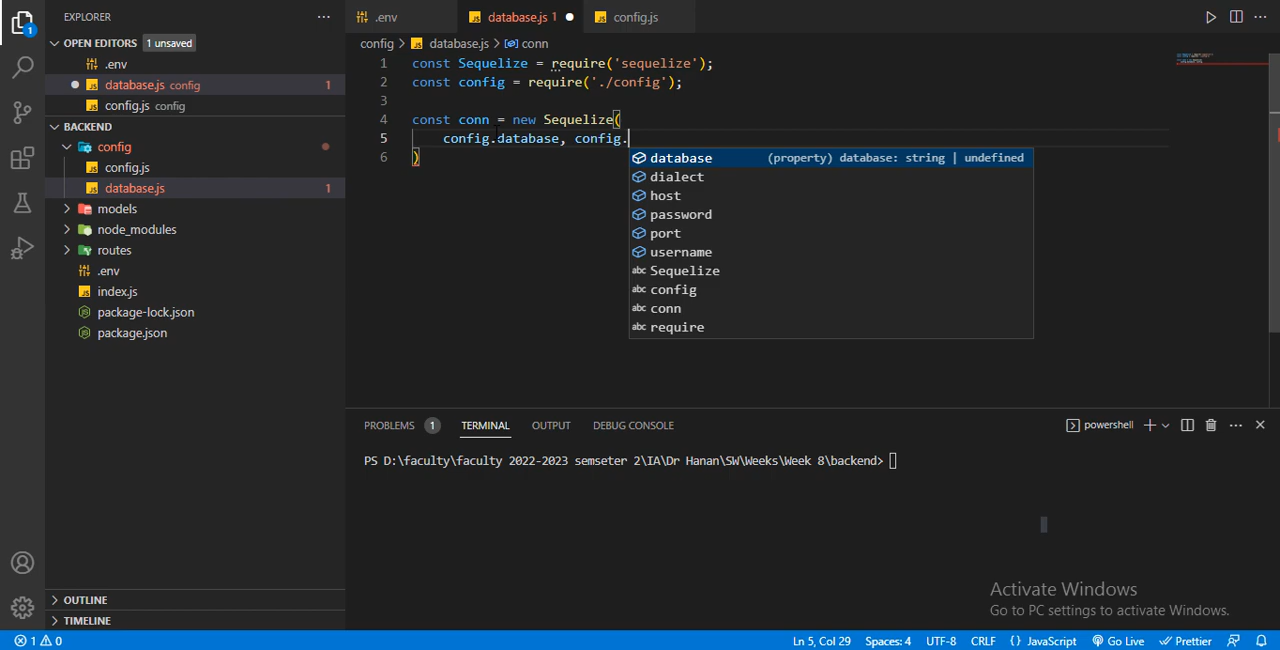 EXPLORER
.env
database.js 1
config.js
1
OPEN EDITORS 1 unsaved
config > database.js > conn
.env
1 const Sequelize = require('sequelize');
database.js config 1
2 const config = require('./config');
config.js config
3
BACKEND
4 const conn = new Sequelize(
config
5 config.database, config.
config.js
6 )
database.js 1
database (property) database: string | undefined
dialect
host
password
port
username
abc Sequelize
abc config
abc conn
abc require
models
node_modules
routes
.env
index.js
package-lock.json
package.json
PROBLEMS 1 TERMINAL OUTPUT DEBUG CONSOLE
powershell
PS D:\faculty\faculty 2022-2023 semseter 2\IA\Dr Hanan\SW\Weeks\Week 8\backend>
Activate Windows
Go to PC settings to activate Windows.
OUTLINE
TIMELINE
1 0
Ln 5, Col 29 Spaces: 4 UTF-8 CRLF {} JavaScript Go Live Prettier